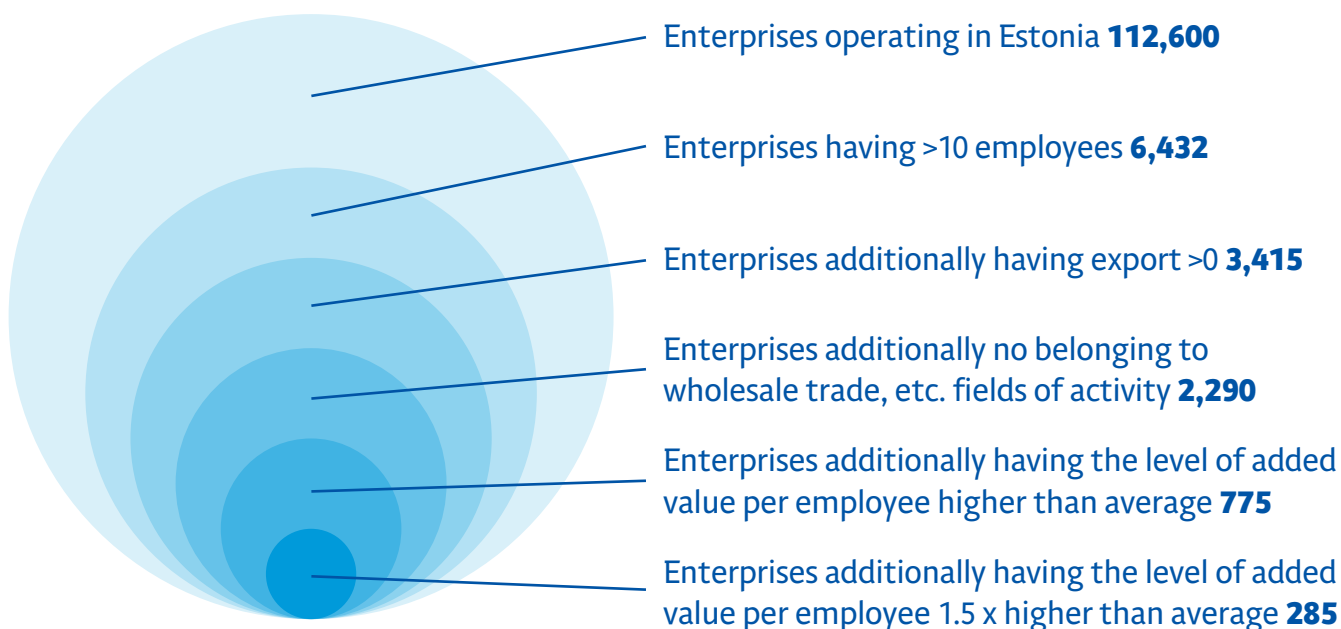 Enterprises operating in Estonia 112,600
Enterprises having >10 employees 6,432
Enterprises additionally having export >0 3,415
Enterprises additionally no belonging to
wholesale trade, etc. fields of activity 2,290
Enterprises additionally having the level of added
value per employee higher than average 775
Enterprises additionally having the level of added
value per employee 1.5 x higher than average 285